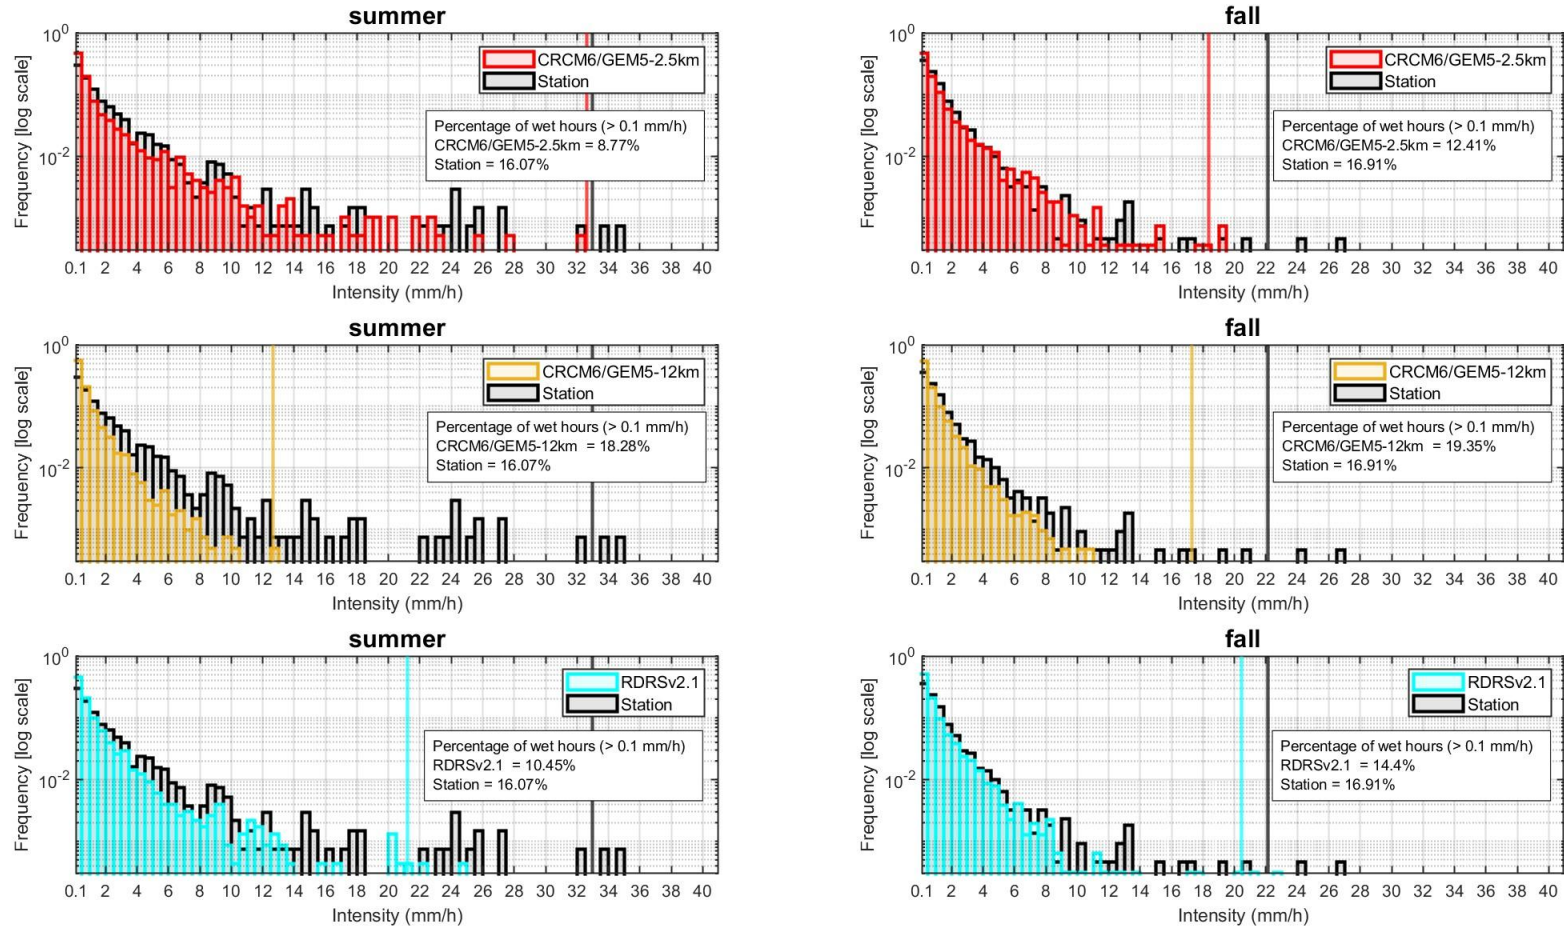 summer
10^0
10^-2
Frequency [log scale]
CRCM6/GEM5-2.5km
Station
Percentage of wet hours (> 0.1 mm/h)
CRCM6/GEM5-2.5km = 8.77%
Station = 16.07%
0.1 2 4 6 8 10 12 14 16 18 20 22 24 26 28 30 32 34 36 38 40
Intensity (mm/h)
fall
10^0
10^-2
Frequency [log scale]
CRCM6/GEM5-2.5km
Station
Percentage of wet hours (> 0.1 mm/h)
CRCM6/GEM5-2.5km = 12.41%
Station = 16.91%
0.1 2 4 6 8 10 12 14 16 18 20 22 24 26 28 30 32 34 36 38 40
Intensity (mm/h)
summer
10^0
10^-2
Frequency [log scale]
CRCM6/GEM5-12km
Station
Percentage of wet hours (> 0.1 mm/h)
CRCM6/GEM5-12km = 18.28%
Station = 16.07%
0.1 2 4 6 8 10 12 14 16 18 20 22 24 26 28 30 32 34 36 38 40
Intensity (mm/h)
fall
10^0
10^-2
Frequency [log scale]
CRCM6/GEM5-12km
Station
Percentage of wet hours (> 0.1 mm/h)
CRCM6/GEM5-12km = 19.35%
Station = 16.91%
0.1 2 4 6 8 10 12 14 16 18 20 22 24 26 28 30 32 34 36 38 40
Intensity (mm/h)
summer
10^0
10^-2
Frequency [log scale]
RDRSv2.1
Station
Percentage of wet hours (> 0.1 mm/h)
RDRSv2.1 = 10.45%
Station = 16.07%
0.1 2 4 6 8 10 12 14 16 18 20 22 24 26 28 30 32 34 36 38 40
Intensity (mm/h)
fall
10^0
10^-2
Frequency [log scale]
RDRSv2.1
Station
Percentage of wet hours (> 0.1 mm/h)
RDRSv2.1 = 14.4%
Station = 16.91%
0.1 2 4 6 8 10 12 14 16 18 20 22 24 26 28 30 32 34 36 38 40
Intensity (mm/h)